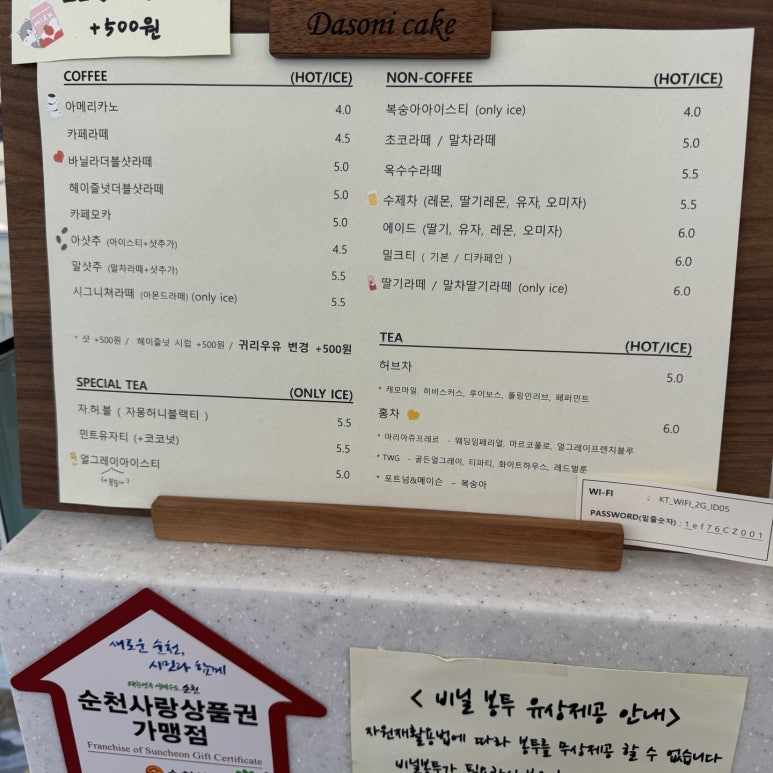 +500원
Dasoni cake
COFFEE (HOT/ICE)
아메리카노 4.0
카페라떼 4.5
바닐라더블샷라떼 5.0
헤이즐넛더블샷라떼 5.0
카페모카 5.0
아샷추 (아이스티+샷추가) 4.5
말샷추 (말차라떼+샷추가) 5.5
시그니쳐라떼 (아몬드라떼) (only ice) 5.5
* 샷 +500원 / 헤이즐넛 시럽 +500원 / 귀리우유 변경 +500원
SPECIAL TEA (ONLY ICE)
자.허.블 ( 자몽허니블랙티 ) 5.5
민트유자티 (+코코넛) 5.5
얼그레이아이스티 5.0
NON-COFFEE (HOT/ICE)
복숭아아이스티 (only ice) 4.0
초코라떼 / 말차라떼 5.0
옥수수라떼 5.5
수제차 (레몬, 딸기레몬, 유자, 오미자) 5.5
에이드 (딸기, 유자, 레몬, 오미자) 6.0
밀크티 ( 기본 / 디카페인 ) 6.0
딸기라떼 / 말차딸기라떼 (only ice) 6.0
TEA (HOT/ICE)
허브차 5.0
* 캐모마일, 히비스커스, 루이보스, 폴링인러브, 페퍼민트
홍차 6.0
* 마리아쥬프레르 - 웨딩임페리얼, 마르코폴로, 얼그레이프렌치블루
* TWG - 골든얼그레이, 티파티, 화이트하우스, 레드벌룬
* 포트넘&메이슨 - 복숭아
WI-FI : KT_WIFI_2G_ID05
PASSWORD(밑줄숫자) : 1ef76CZ001
새로운 순천,
시민과 함께
대한민국 생태수도 순천
순천사랑상품권
가맹점
Franchise of Suncheon Gift Certificate
< 비닐 봉투 유상제공 안내>
자원재활용법에 따라 봉투를 무상제공 할 수 없습니다